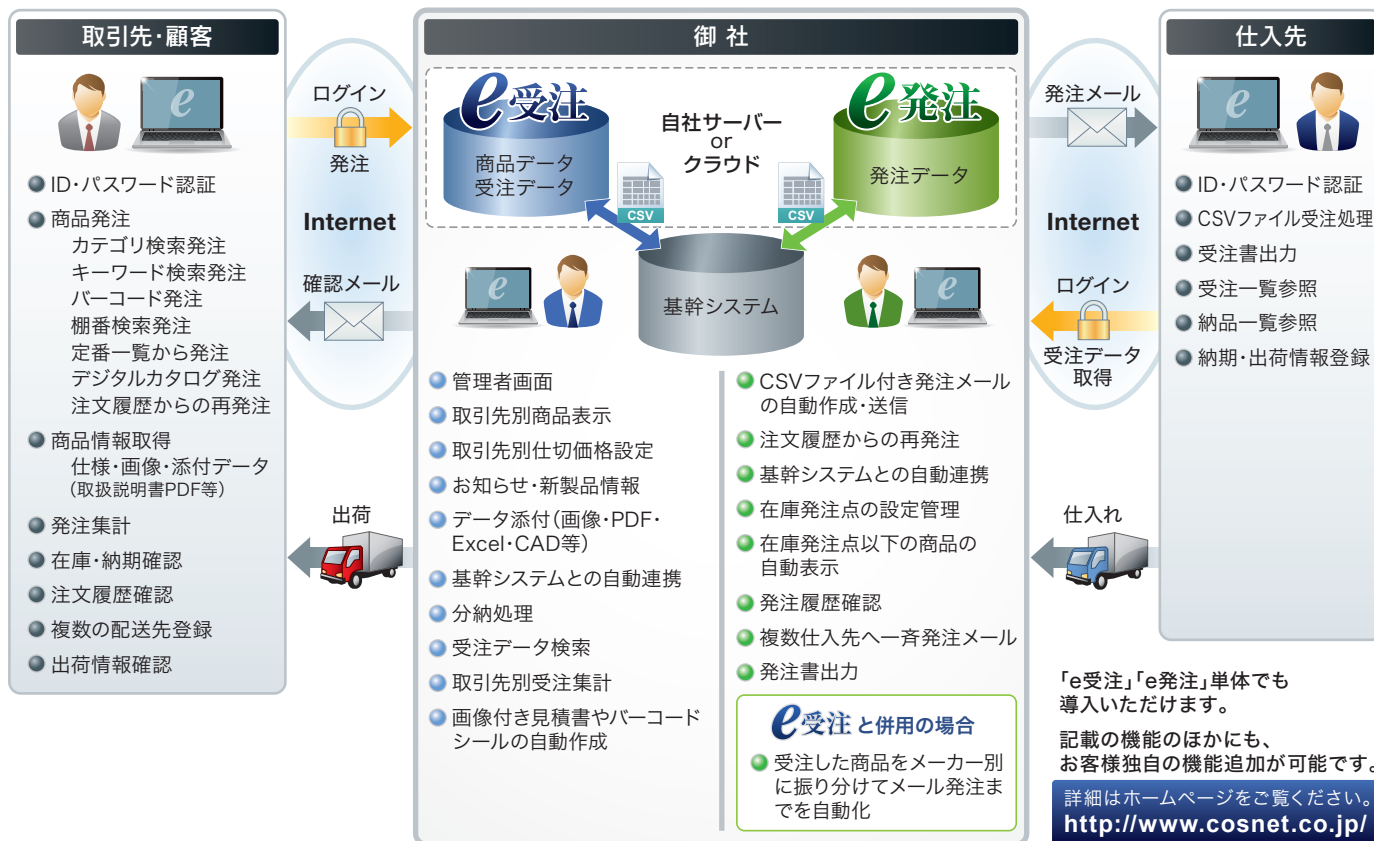 取引先・顧客
e
ID・パスワード認証
商品発注
カテゴリ検索発注
キーワード検索発注
バーコード発注
棚番検索発注
定番一覧から発注
デジタルカタログ発注
注文履歴からの再発注
商品情報取得
仕様・画像・添付データ
(取扱説明書PDF等)
発注集計
在庫・納期確認
注文履歴確認
複数の配送先登録
出荷情報確認
ログイン
発注
Internet
確認メール
出荷
御 社
e受注
商品データ
受注データ
CSV
自社サーバー
or
クラウド
e発注
発注データ
CSV
基幹システム
e
e
管理者画面
取引先別商品表示
取引先別仕切価格設定
お知らせ・新製品情報
データ添付(画像・PDF・
Excel・CAD等)
基幹システムとの自動連携
分納処理
受注データ検索
取引先別受注集計
画像付き見積書やバーコード
シールの自動作成
CSVファイル付き発注メール
の自動作成・送信
注文履歴からの再発注
基幹システムとの自動連携
在庫発注点の設定管理
在庫発注点以下の商品の
自動表示
発注履歴確認
複数仕入先へ一斉発注メール
発注書出力
e受注 と併用の場合
受注した商品をメーカー別
に振り分けてメール発注ま
でを自動化
発注メール
Internet
ログイン
受注データ
取得
仕入れ
仕入先
e
ID・パスワード認証
CSVファイル受注処理
受注書出力
受注一覧参照
納品一覧参照
納期・出荷情報登録
「e受注」「e発注」単体でも
導入いただけます。
記載の機能のほかにも、
お客様独自の機能追加が可能です。
詳細はホームページをご覧ください。
http://www.cosnet.co.jp/